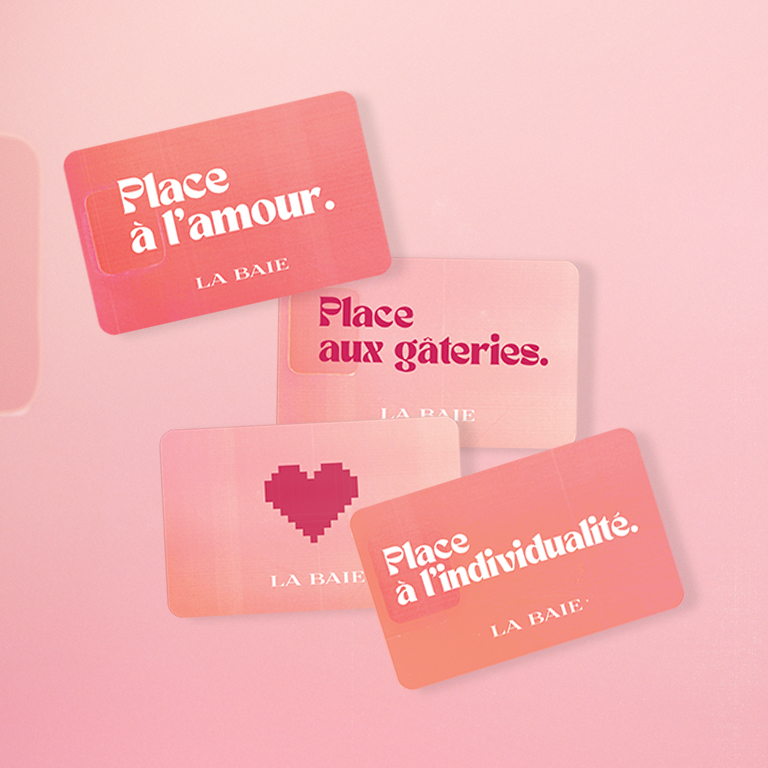 Place
à l'amour.
LA BAIE
Place
aux gâteries.
LA BAIE
LA BAIE
Place
à l'individualité.
LA BAIE